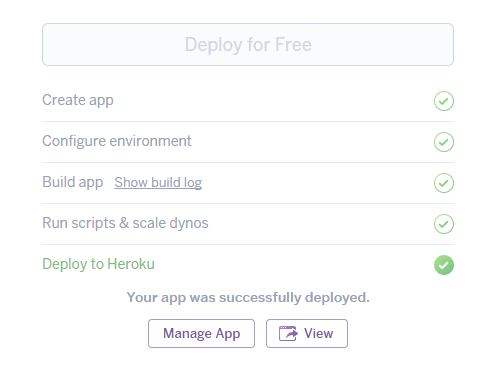 Deploy for Free
Create app
Configure environment
Build app Show build log
Run scripts & scale dynos
Deploy to Heroku
Your app was successfully deployed.
Manage App View